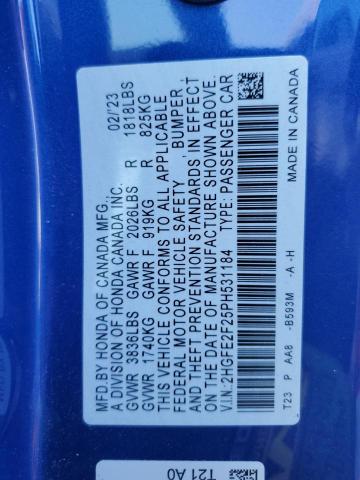 MFD.BY HONDA OF CANADA MFG.,
A DIVISION OF HONDA CANADA INC. 02/'23
GVWR 3836LBS GAWR F 2026LBS R 1818LBS
GVWR 1740KG GAWR F 919KG R 825KG
THIS VEHICLE CONFORMS TO ALL APPLICABLE
FEDERAL MOTOR VEHICLE SAFETY, BUMPER,
AND THEFT PREVENTION STANDARDS, IN EFFECT
ON THE DATE OF MANUFACTURE SHOWN ABOVE.
V.I.N.:2HGFE2F25PH531184 TYPE: PASSENGER CAR
T23 P AA8 -B593M -A -H MADE IN CANADA
T21 A0